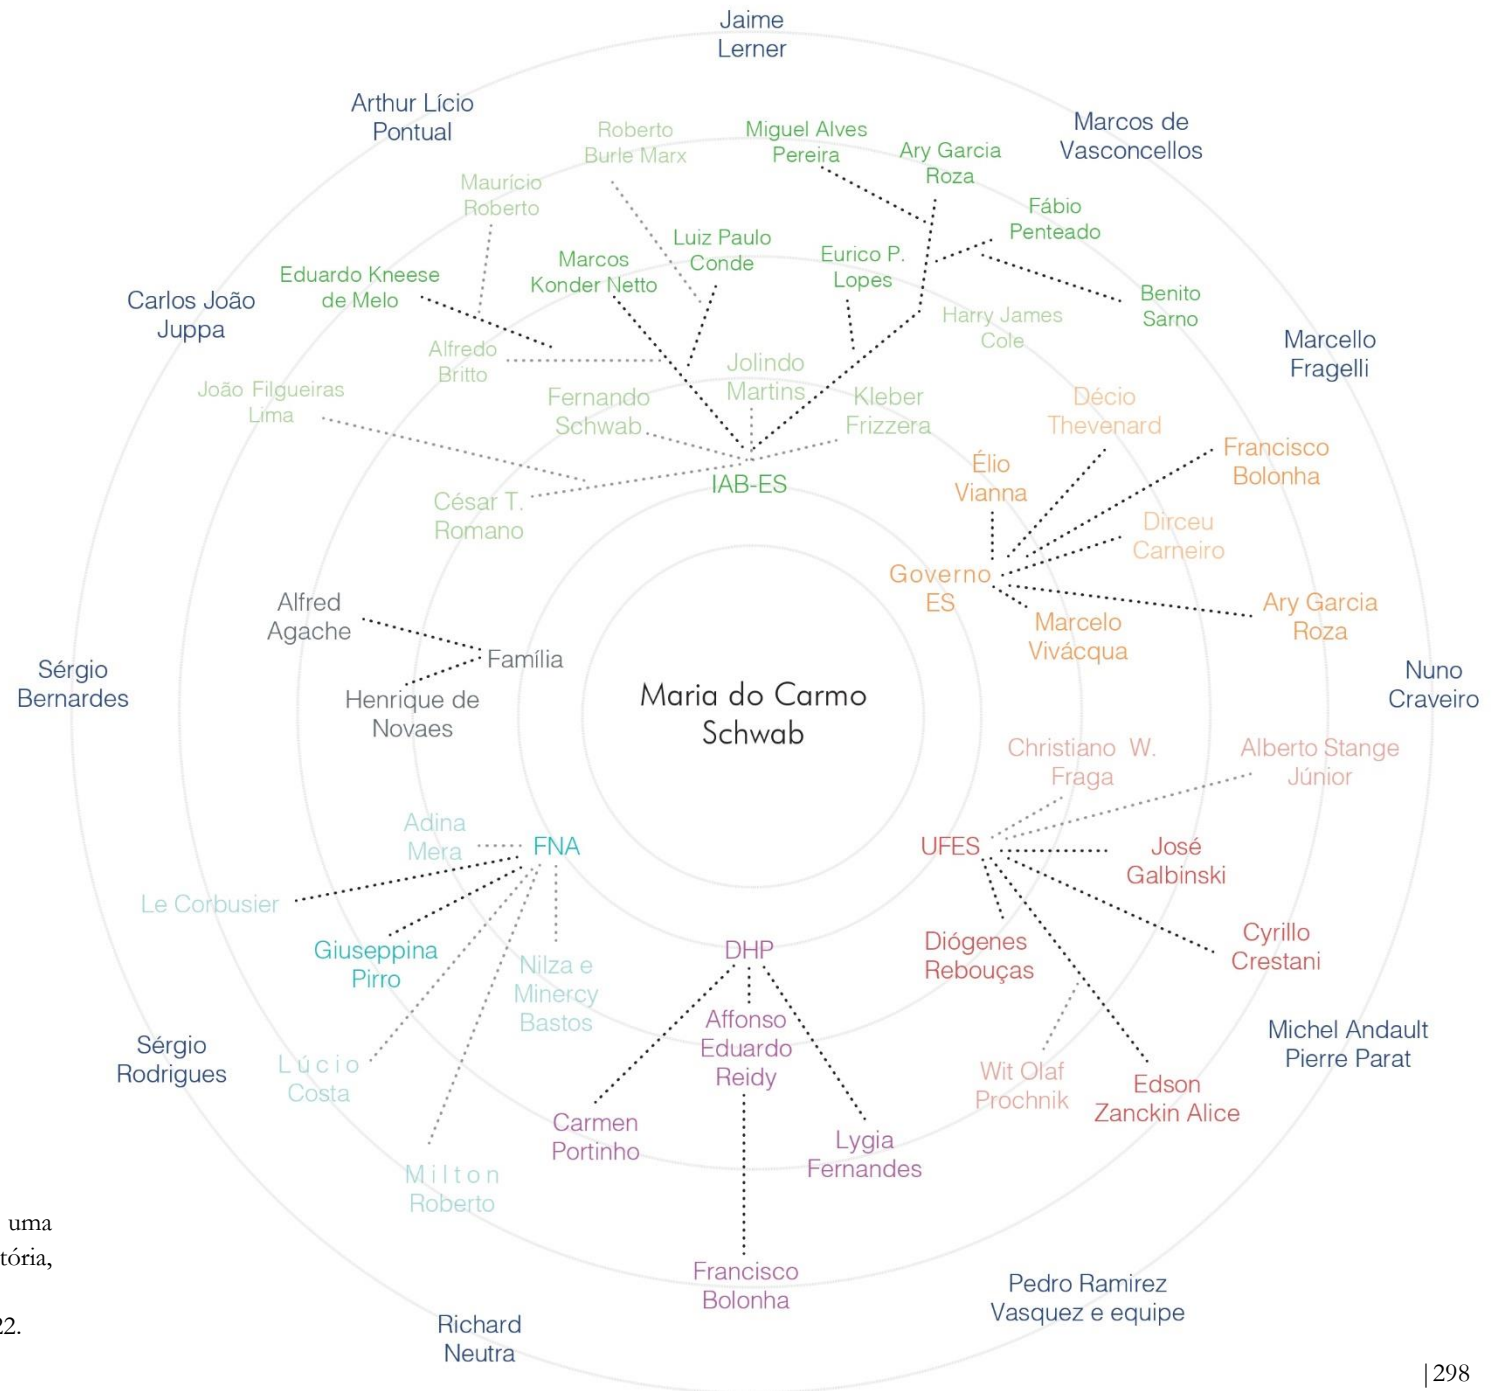 Jaime
Lerner
Arthur Lício
Pontual
Marcos de
Vasconcellos
Roberto
Burle Marx
Miguel Alves
Pereira
Ary Garcia
Roza
Maurício
Roberto
Fábio
Penteado
Luiz Paulo
Conde
Eurico P.
Lopes
Marcos
Konder Netto
Eduardo Kneese
de Melo
Benito
Sarno
Carlos João
Juppa
Harry James
Cole
Marcello
Fragelli
Alfredo
Britto
Jolindo
Martins
João Filgueiras
Lima
Fernando
Schwab
Kleber
Frizzera
Décio
Thevenard
Francisco
Bolonha
Élio
Vianna
IAB-ES
César T.
Romano
Dirceu
Carneiro
Governo
ES
Alfred
Agache
Ary Garcia
Roza
Marcelo
Vivácqua
Família
Sérgio
Bernardes
Nuno
Craveiro
Henrique de
Novaes
Maria do Carmo
Schwab
Christiano W.
Fraga
Alberto Stange
Júnior
Adina
Mera
FNA
UFES
José
Galbinski
Le Corbusier
Giuseppina
Pirro
Diógenes
Rebouças
Cyrillo
Crestani
DHP
Nilza e
Minercy
Bastos
Affonso
Eduardo
Reidy
Michel Andault
Pierre Parat
Sérgio
Rodrigues
Lúcio
Costa
Wit Olaf
Prochnik
Edson
Zanckin Alice
Carmen
Portinho
Lygia
Fernandes
Milton
Roberto
uma
tória,
Francisco
Bolonha
Pedro Ramirez
Vasquez e equipe
22.
Richard
Neutra
|298